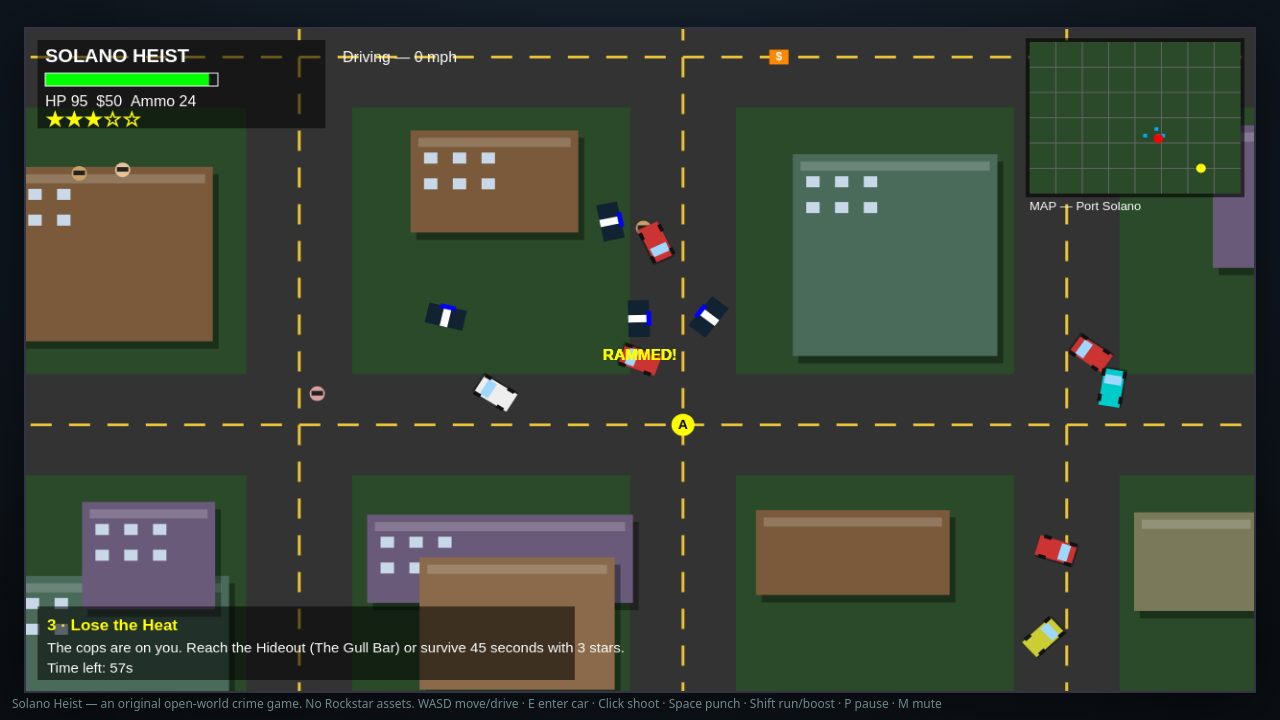 SOLANO HEIST
Driving — 0 mph
$
HP 95 $50 Ammo 24
★★★☆☆
MAP — Port Solano
RAMMED!
A
3 · Lose the Heat
The cops are on you. Reach the Hideout (The Gull Bar) or survive 45 seconds with 3 stars.
Time left: 57s
Solano Heist — an original open-world crime game. No Rockstar assets. WASD move/drive · E enter car · Click shoot · Space punch · Shift run/boost · P pause · M mute